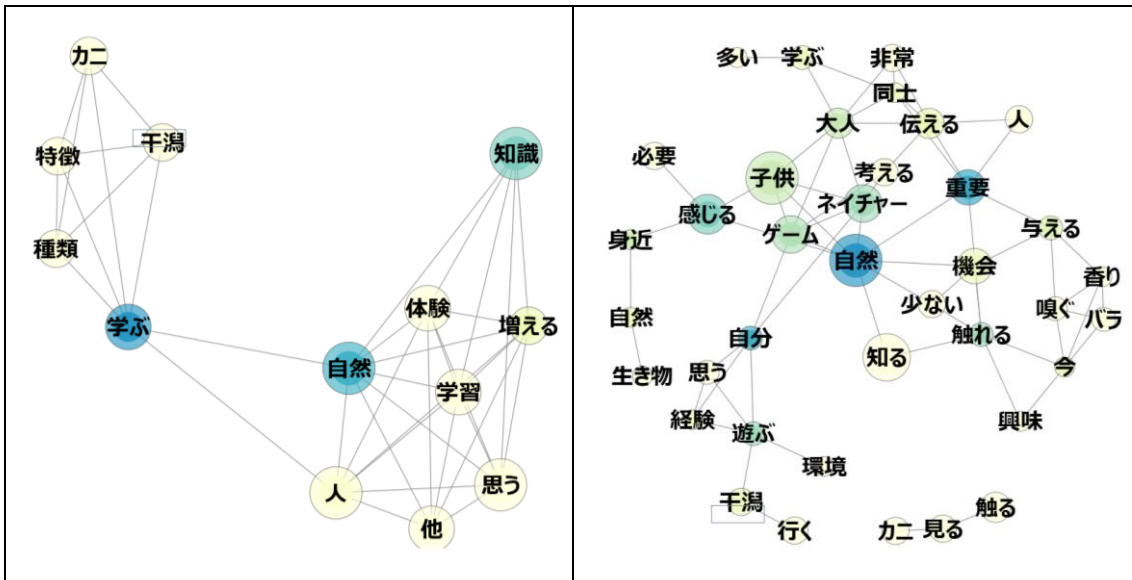 カニ
干潟
特徴
知識
種類
体験
学ぶ
増える
自然
学習
人
思う
他
多い
学ぶ
非常
同士
大人
伝える
人
必要
子供
考える
重要
感じる
ネイチャー
身近
ゲーム
与える
自然
機会
香り
自然
少ない
嗅ぐ
バラ
自分
触れる
生き物
思う
知る
今
経験
遊ぶ
興味
環境
干潟
行く
カニ
見る
触る